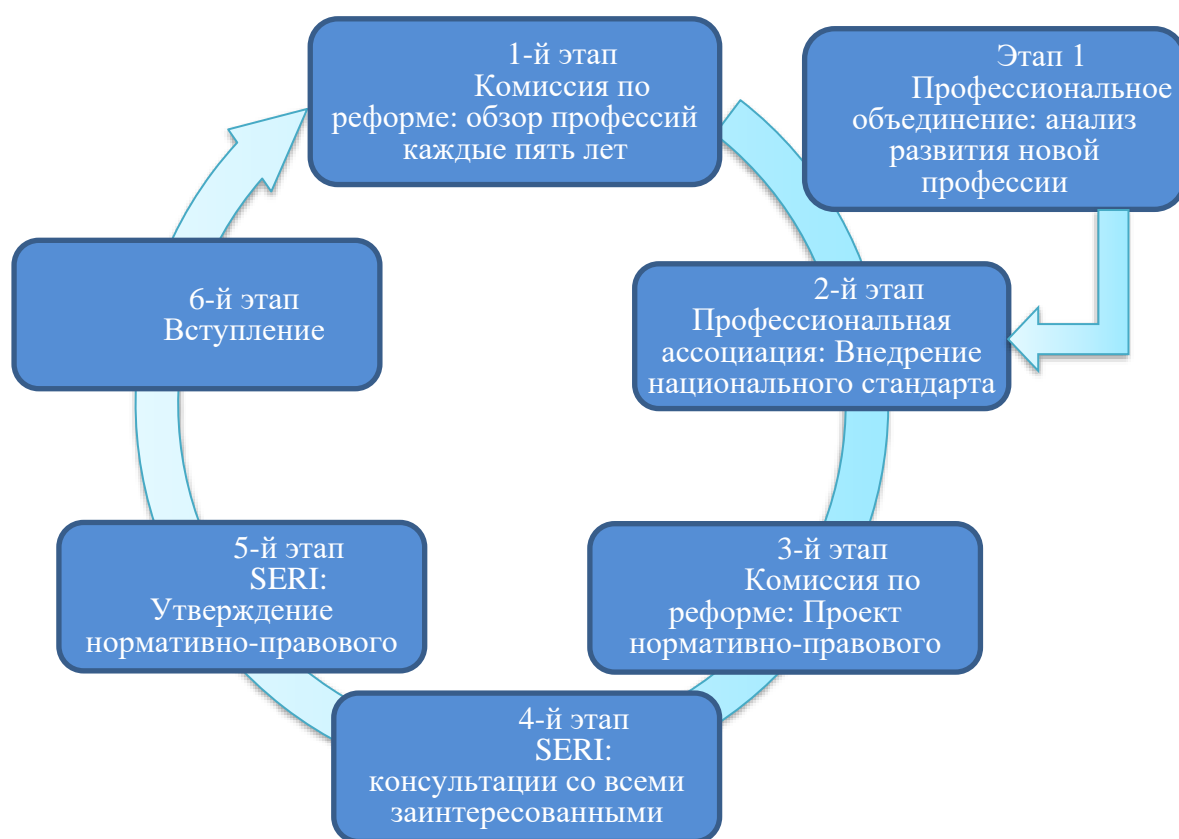 1-й этап
Комиссия по
реформе: обзор профессий
каждые пять лет
Этап 1
Профессиональное
объединение: анализ
развития новой
профессии
2-й этап
Профессиональная
ассоциация: Внедрение
национального стандарта
3-й этап
Комиссия по
реформе: Проект
нормативно-правового
4-й этап
SERI:
консультации со всеми
заинтересованными
5-й этап
SERI:
Утверждение
нормативно-правового
6-й этап
Вступление